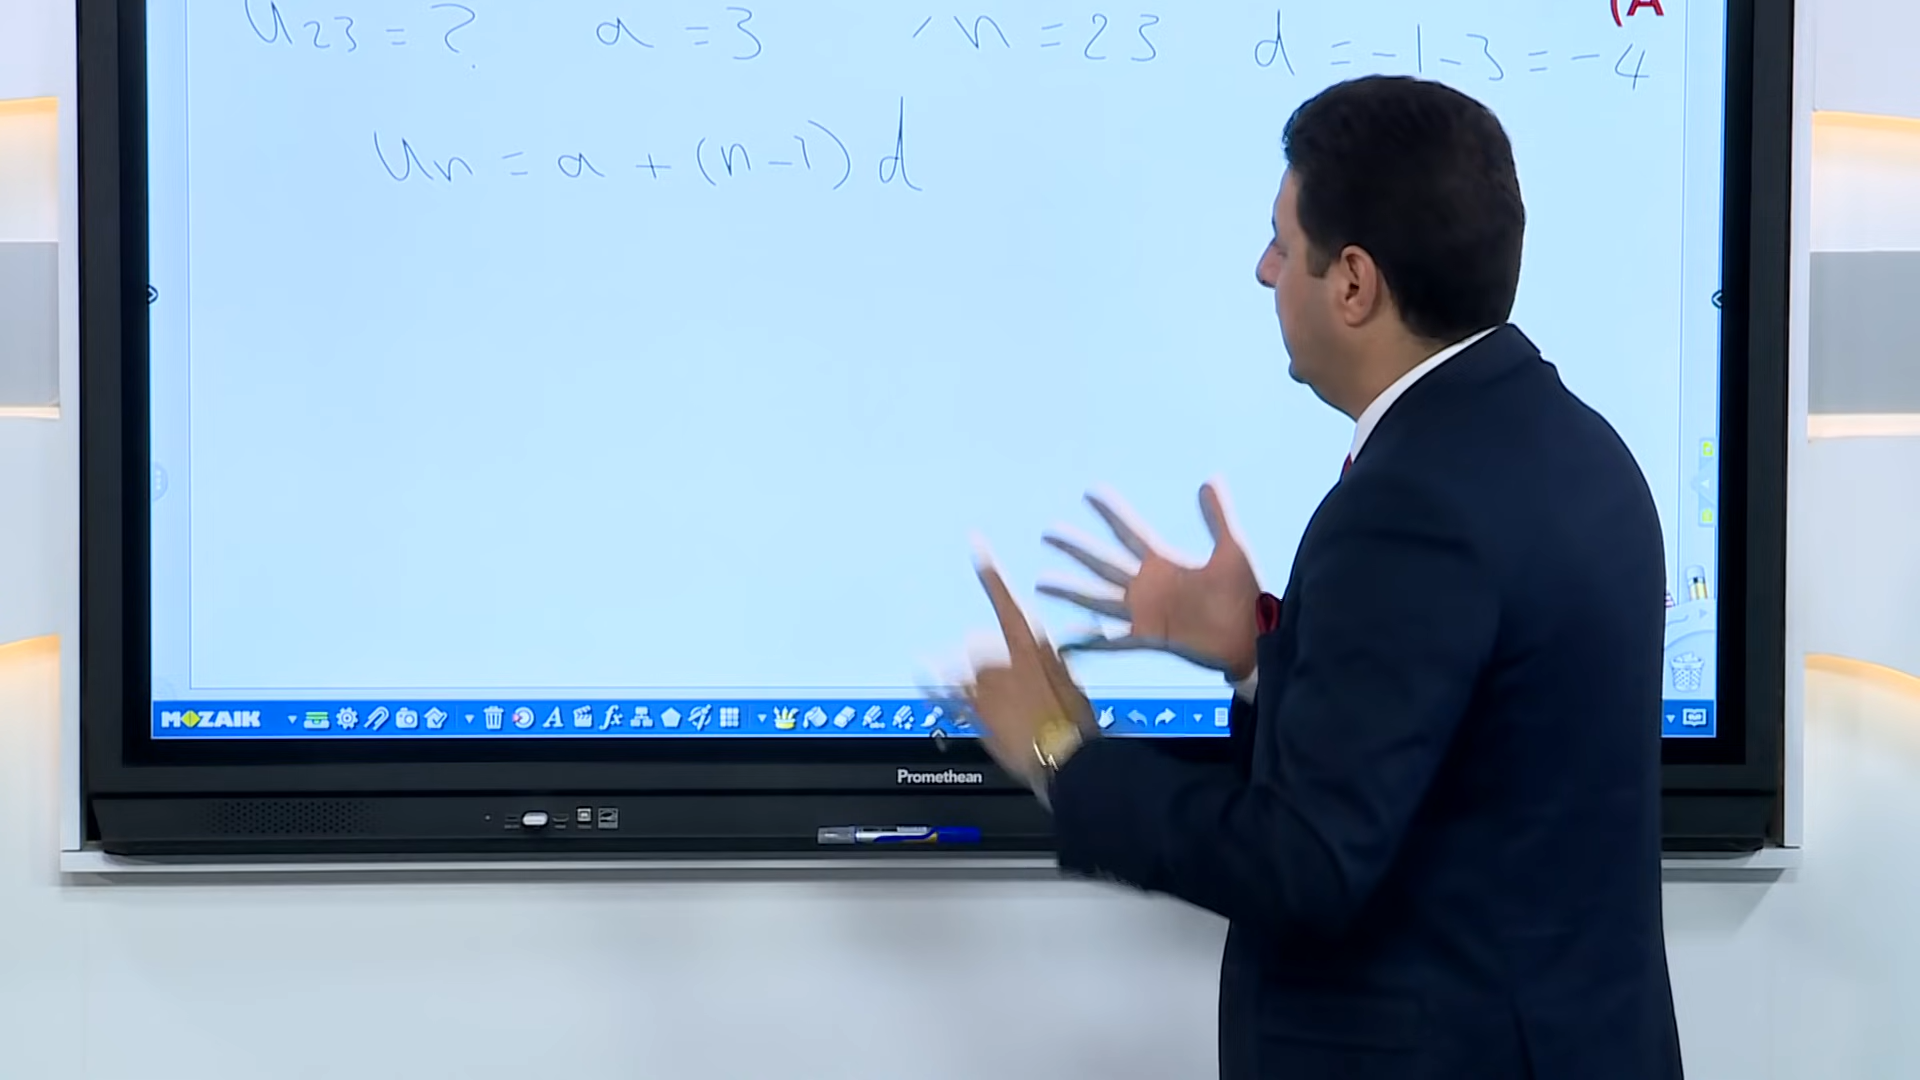 (A
U23 = ? a = 3 / n = 23 d = -1-3 = -4
Un = a + (n-1) d
MOZAIK
Promethean